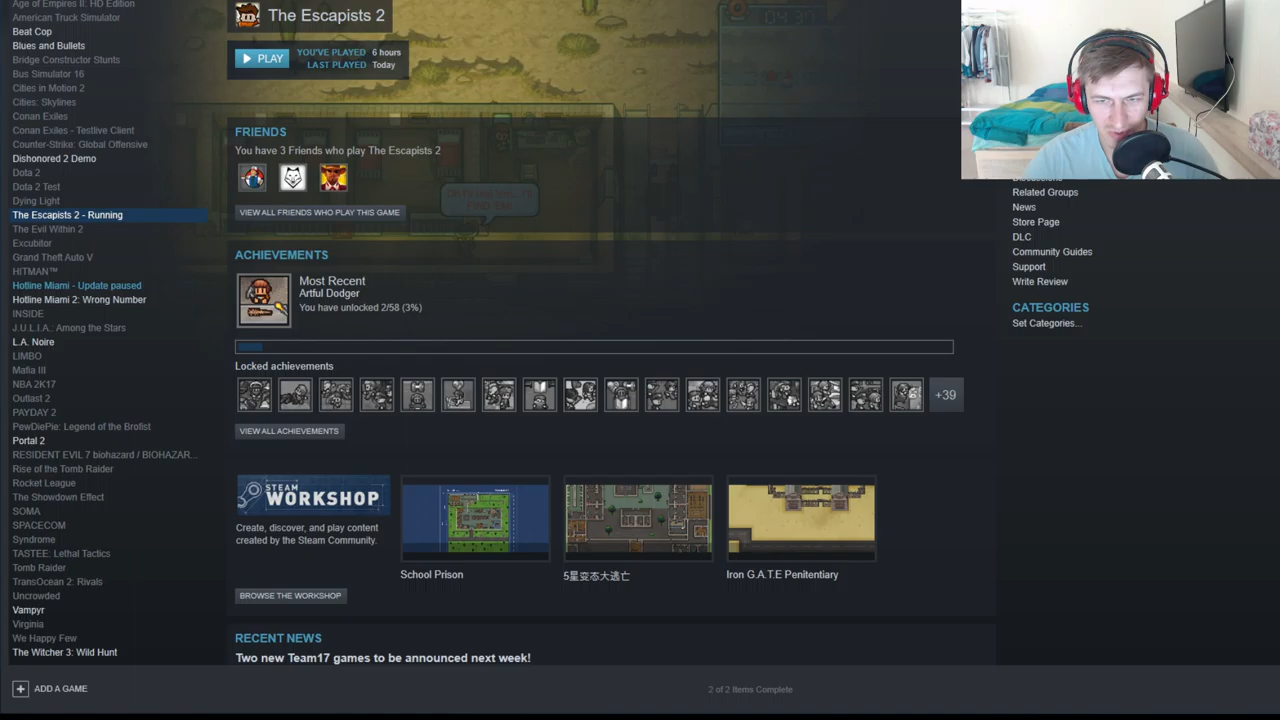 Age of Empires II: HD Edition
American Truck Simulator
Beat Cop
Blues and Bullets
Bridge Constructor Stunts
Bus Simulator 16
Cities in Motion 2
Cities: Skylines
Conan Exiles
Conan Exiles - Testlive Client
Counter-Strike: Global Offensive
Dishonored 2 Demo
Dota 2
Dota 2 Test
Dying Light
The Escapists 2 - Running
The Evil Within 2
Excubitor
Grand Theft Auto V
HITMAN™
Hotline Miami - Update paused
Hotline Miami 2: Wrong Number
INSIDE
J.U.L.I.A.: Among the Stars
L.A. Noire
LIMBO
Mafia III
NBA 2K17
Outlast 2
PAYDAY 2
PewDiePie: Legend of the Brofist
Portal 2
RESIDENT EVIL 7 biohazard / BIOHAZAR...
Rise of the Tomb Raider
Rocket League
The Showdown Effect
SOMA
SPACECOM
Syndrome
TASTEE: Lethal Tactics
Tomb Raider
TransOcean 2: Rivals
Uncrowded
Vampyr
Virginia
We Happy Few
The Witcher 3: Wild Hunt
ADD A GAME
The Escapists 2
PLAY
YOU'VE PLAYED 6 hours
LAST PLAYED Today
04:30
FRIENDS
You have 3 Friends who play The Escapists 2
VIEW ALL FRIENDS WHO PLAY THIS GAME
ACHIEVEMENTS
Most Recent
Artful Dodger
You have unlocked 2/58 (3%)
Locked achievements
+39
VIEW ALL ACHIEVEMENTS
STEAM
WORKSHOP
Create, discover, and play content
created by the Steam Community.
BROWSE THE WORKSHOP
School Prison
5星变态大逃亡
Iron G.A.T.E Penitentiary
RECENT NEWS
Two new Team17 games to be announced next week!
2 of 2 Items Complete
Related Groups
News
Store Page
DLC
Community Guides
Support
Write Review
CATEGORIES
Set Categories...